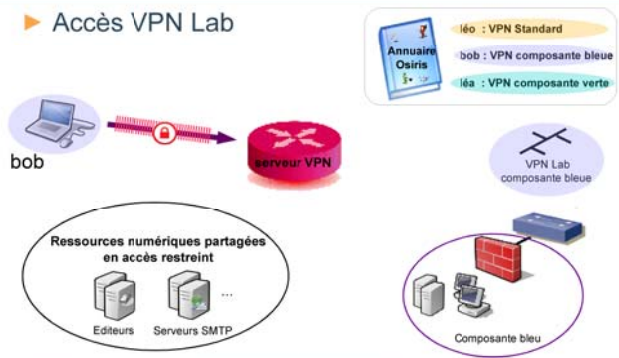 Accès VPN Lab
Annuaire
Osiris
léo : VPN Standard
bob : VPN composante bleue
léa : VPN composante verte
bob
serveur VPN
VPN Lab
composante bleue
Ressources numériques partagées
en accès restreint
...
Editeurs
Serveurs SMTP
Composante bleu